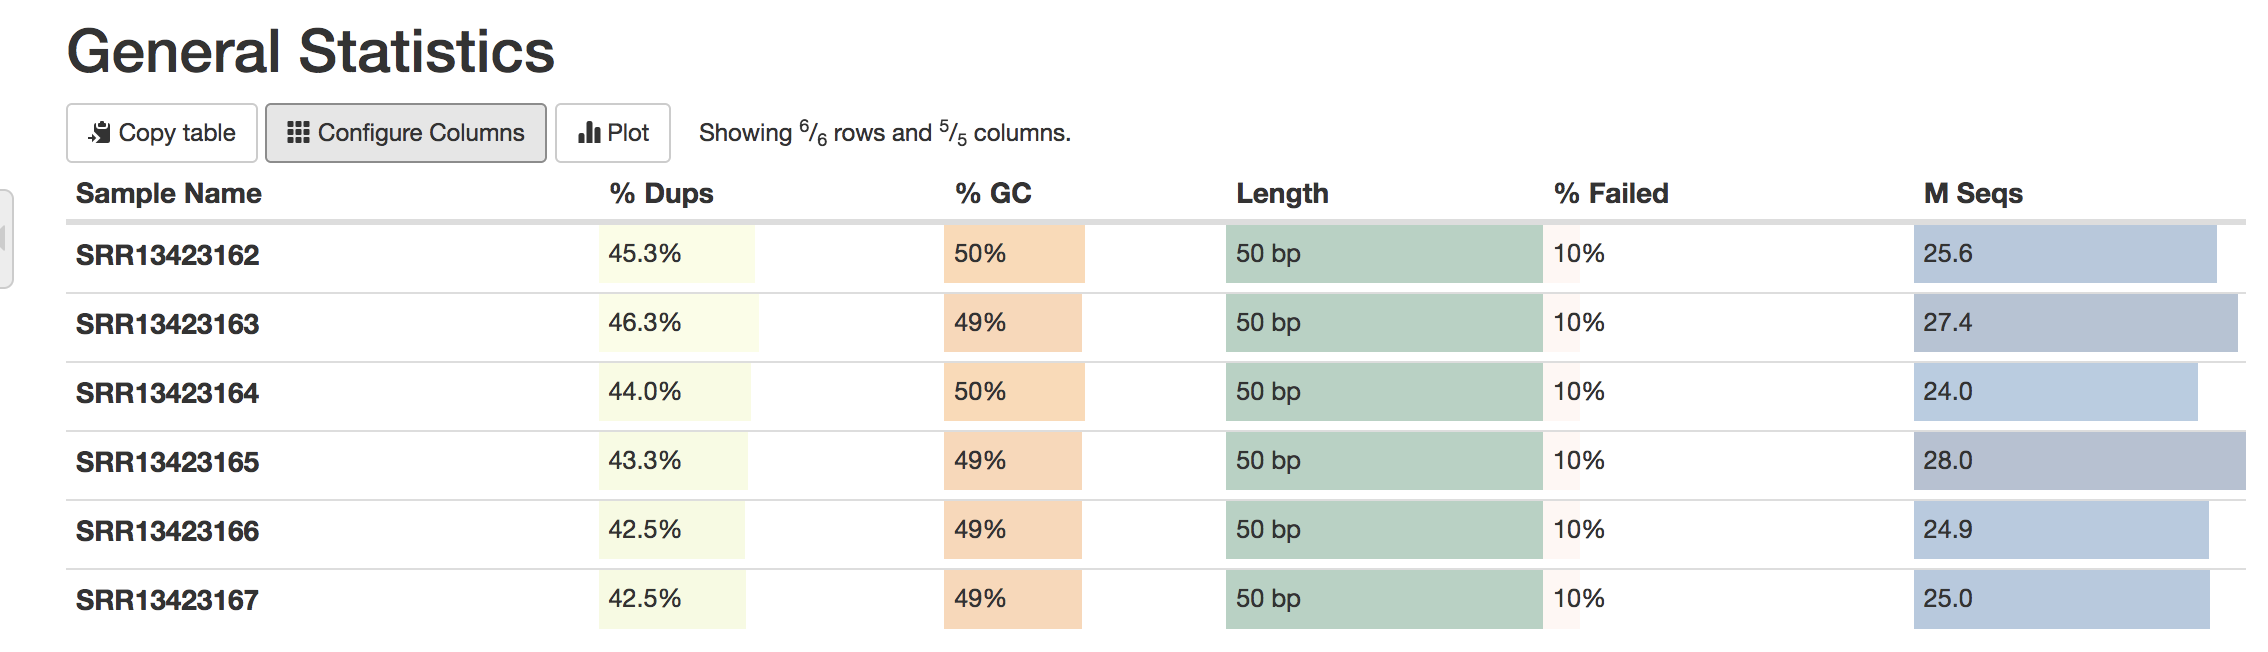 General Statistics
Copy table Configure Columns Plot Showing 6/6 rows and 5/5 columns.
Sample Name % Dups % GC Length % Failed M Seqs
SRR13423162 45.3% 50% 50 bp 10% 25.6
SRR13423163 46.3% 49% 50 bp 10% 27.4
SRR13423164 44.0% 50% 50 bp 10% 24.0
SRR13423165 43.3% 49% 50 bp 10% 28.0
SRR13423166 42.5% 49% 50 bp 10% 24.9
SRR13423167 42.5% 49% 50 bp 10% 25.0